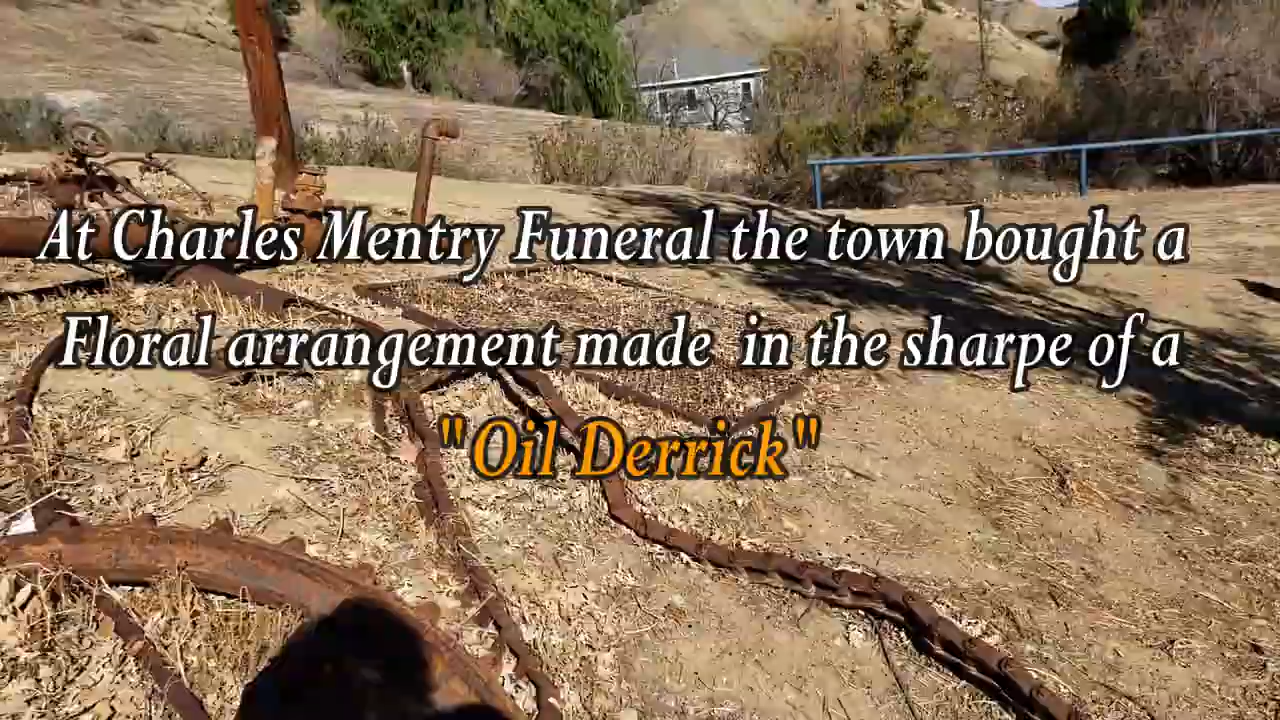 At Charles Mentry Funeral the town bought a
Floral arrangement made in the sharpe of a
"Oil Derrick"